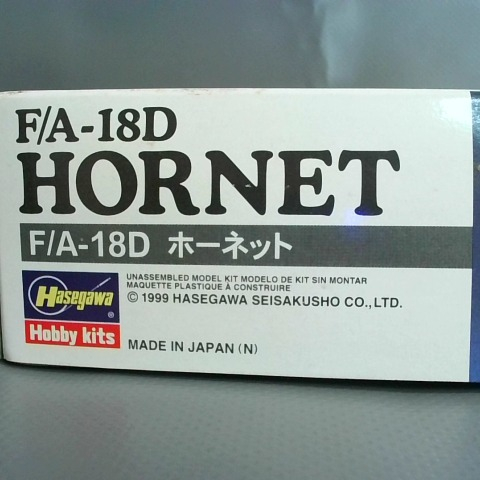 F/A-18D
HORNET
F/A-18D ホーネット
UNASSEMBLED MODEL KIT MODELO DE KIT SIN MONTAR
MAQUETTE PLASTIQUE À CONSTRUIRE
© 1999 HASEGAWA SEISAKUSHO CO., LTD.
Hasegawa ®
Hobby kits
MADE IN JAPAN (N)